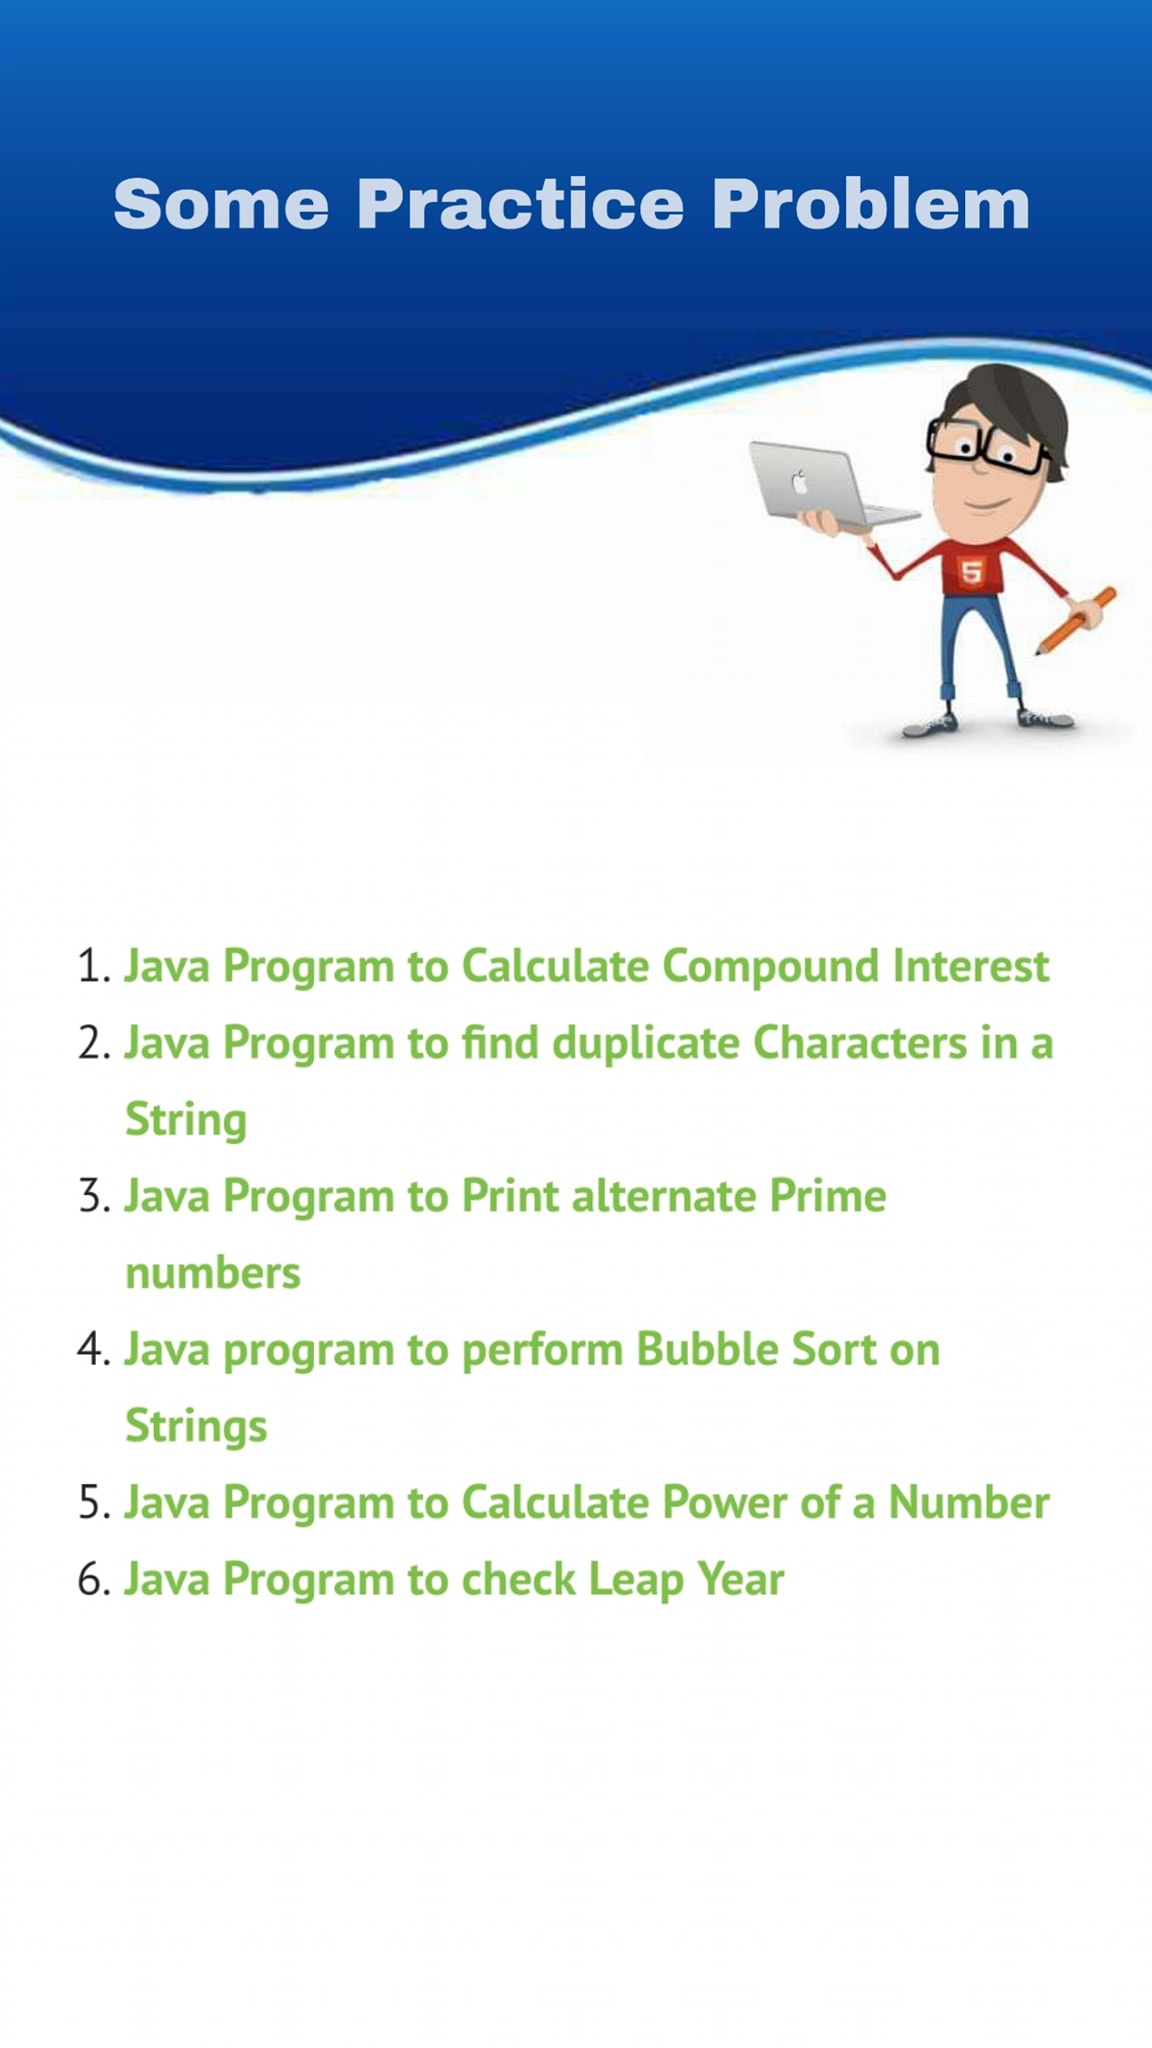 Some Practice Problem
5
1. Java Program to Calculate Compound Interest
2. Java Program to find duplicate Characters in a
String
3. Java Program to Print alternate Prime
numbers
4. Java program to perform Bubble Sort on
Strings
5. Java Program to Calculate Power of a Number
6. Java Program to check Leap Year